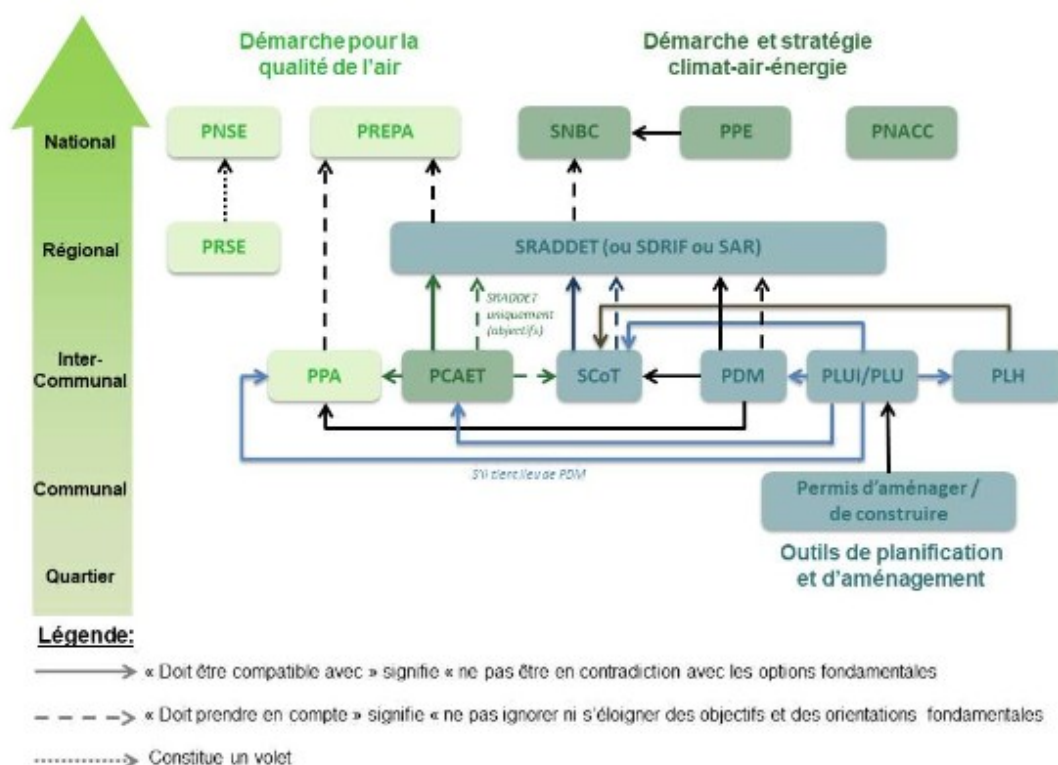 Démarche pour la
qualité de l'air
Démarche et stratégie
climat-air-énergie
National
PNSE
PREPA
SNBC
PPE
PNACC
Régional
PRSE
SRADDET (ou SDRIF ou SAR)
SRADDET
uniquement
(objectifs)
Inter-
Communal
PPA
PCAET
SCoT
PDM
PLUI/PLU
PLH
S'il tient lieu de PDM
Communal
Permis d'aménager /
de construire
Quartier
Outils de planification
et d'aménagement
Légende:
« Doit être compatible avec » signifie « ne pas être en contradiction avec les options fondamentales
« Doit prendre en compte » signifie « ne pas ignorer ni s'éloigner des objectifs et des orientations fondamentales
Constitue un volet